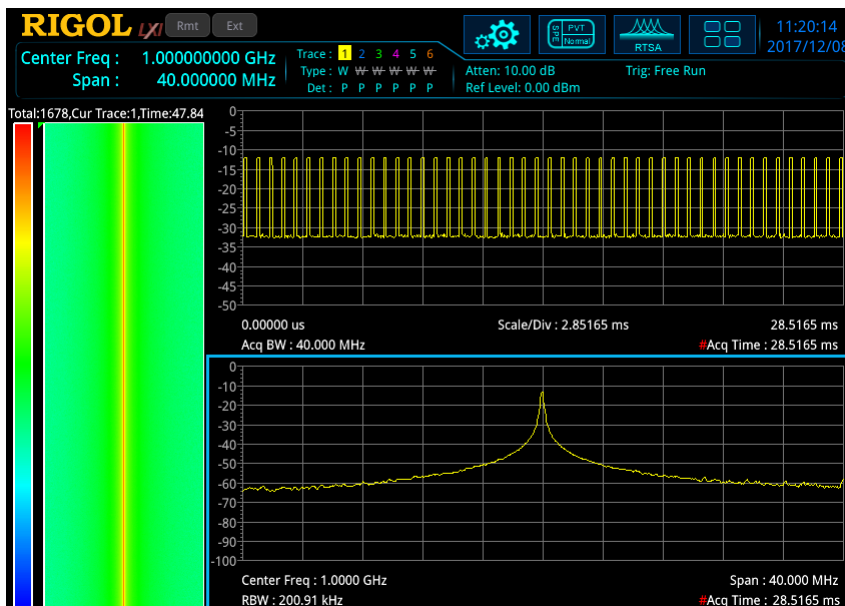 RIGOL LXI Rmt Ext
Center Freq : 1.000000000 GHz
Span : 40.000000 MHz
Trace : 1 2 3 4 5 6
Type : W W W W W W
Det : P P P P P P
SPE PVT Normal
RTSA
Atten: 10.00 dB
Ref Level: 0.00 dBm
Trig: Free Run
11:20:14
2017/12/08
Total:1678,Cur Trace:1,Time:47.84
0
-5
-10
-15
-20
-25
-30
-35
-40
-45
-50
0.00000 us Scale/Div : 2.85165 ms 28.5165 ms
Acq BW : 40.000 MHz #Acq Time : 28.5165 ms
0
-10
-20
-30
-40
-50
-60
-70
-80
-90
-100
Center Freq : 1.0000 GHz Span : 40.000 MHz
RBW : 200.91 kHz #Acq Time : 28.5165 ms